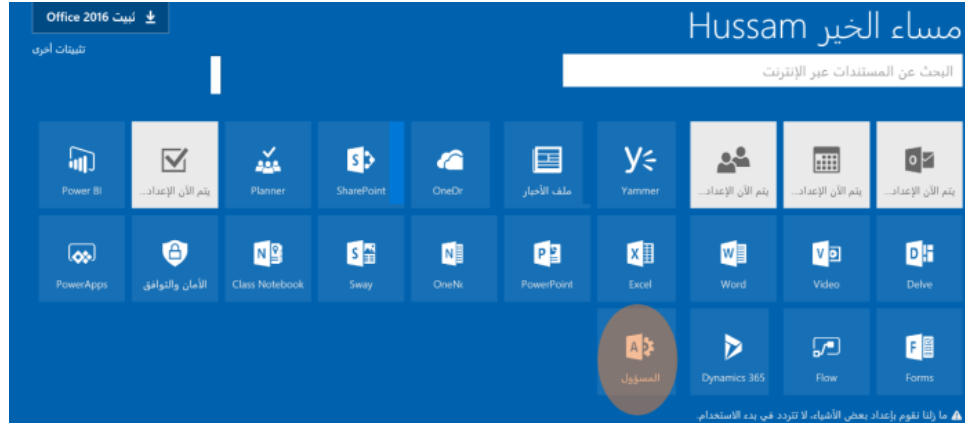 مساء الخير Hussam
ثبيت Office 2016
تثبيتات أخرى
البحث عن المستندات عبر الإنترنت
يتم الآن الإعداد...
يتم الآن الإعداد...
يتم الآن الإعداد...
Yammer
ملف الأخبار
OneDr
SharePoint
Planner
يتم الآن الإعداد...
Power BI
Delve
Video
Word
Excel
PowerPoint
OneN
Sway
Class Notebook
الأمان والتوافق
PowerApps
Forms
Flow
Dynamics 365
المسؤول
ما زلنا نقوم بإعداد بعض الأشياء، لا تتردد في بدء الاستخدام.